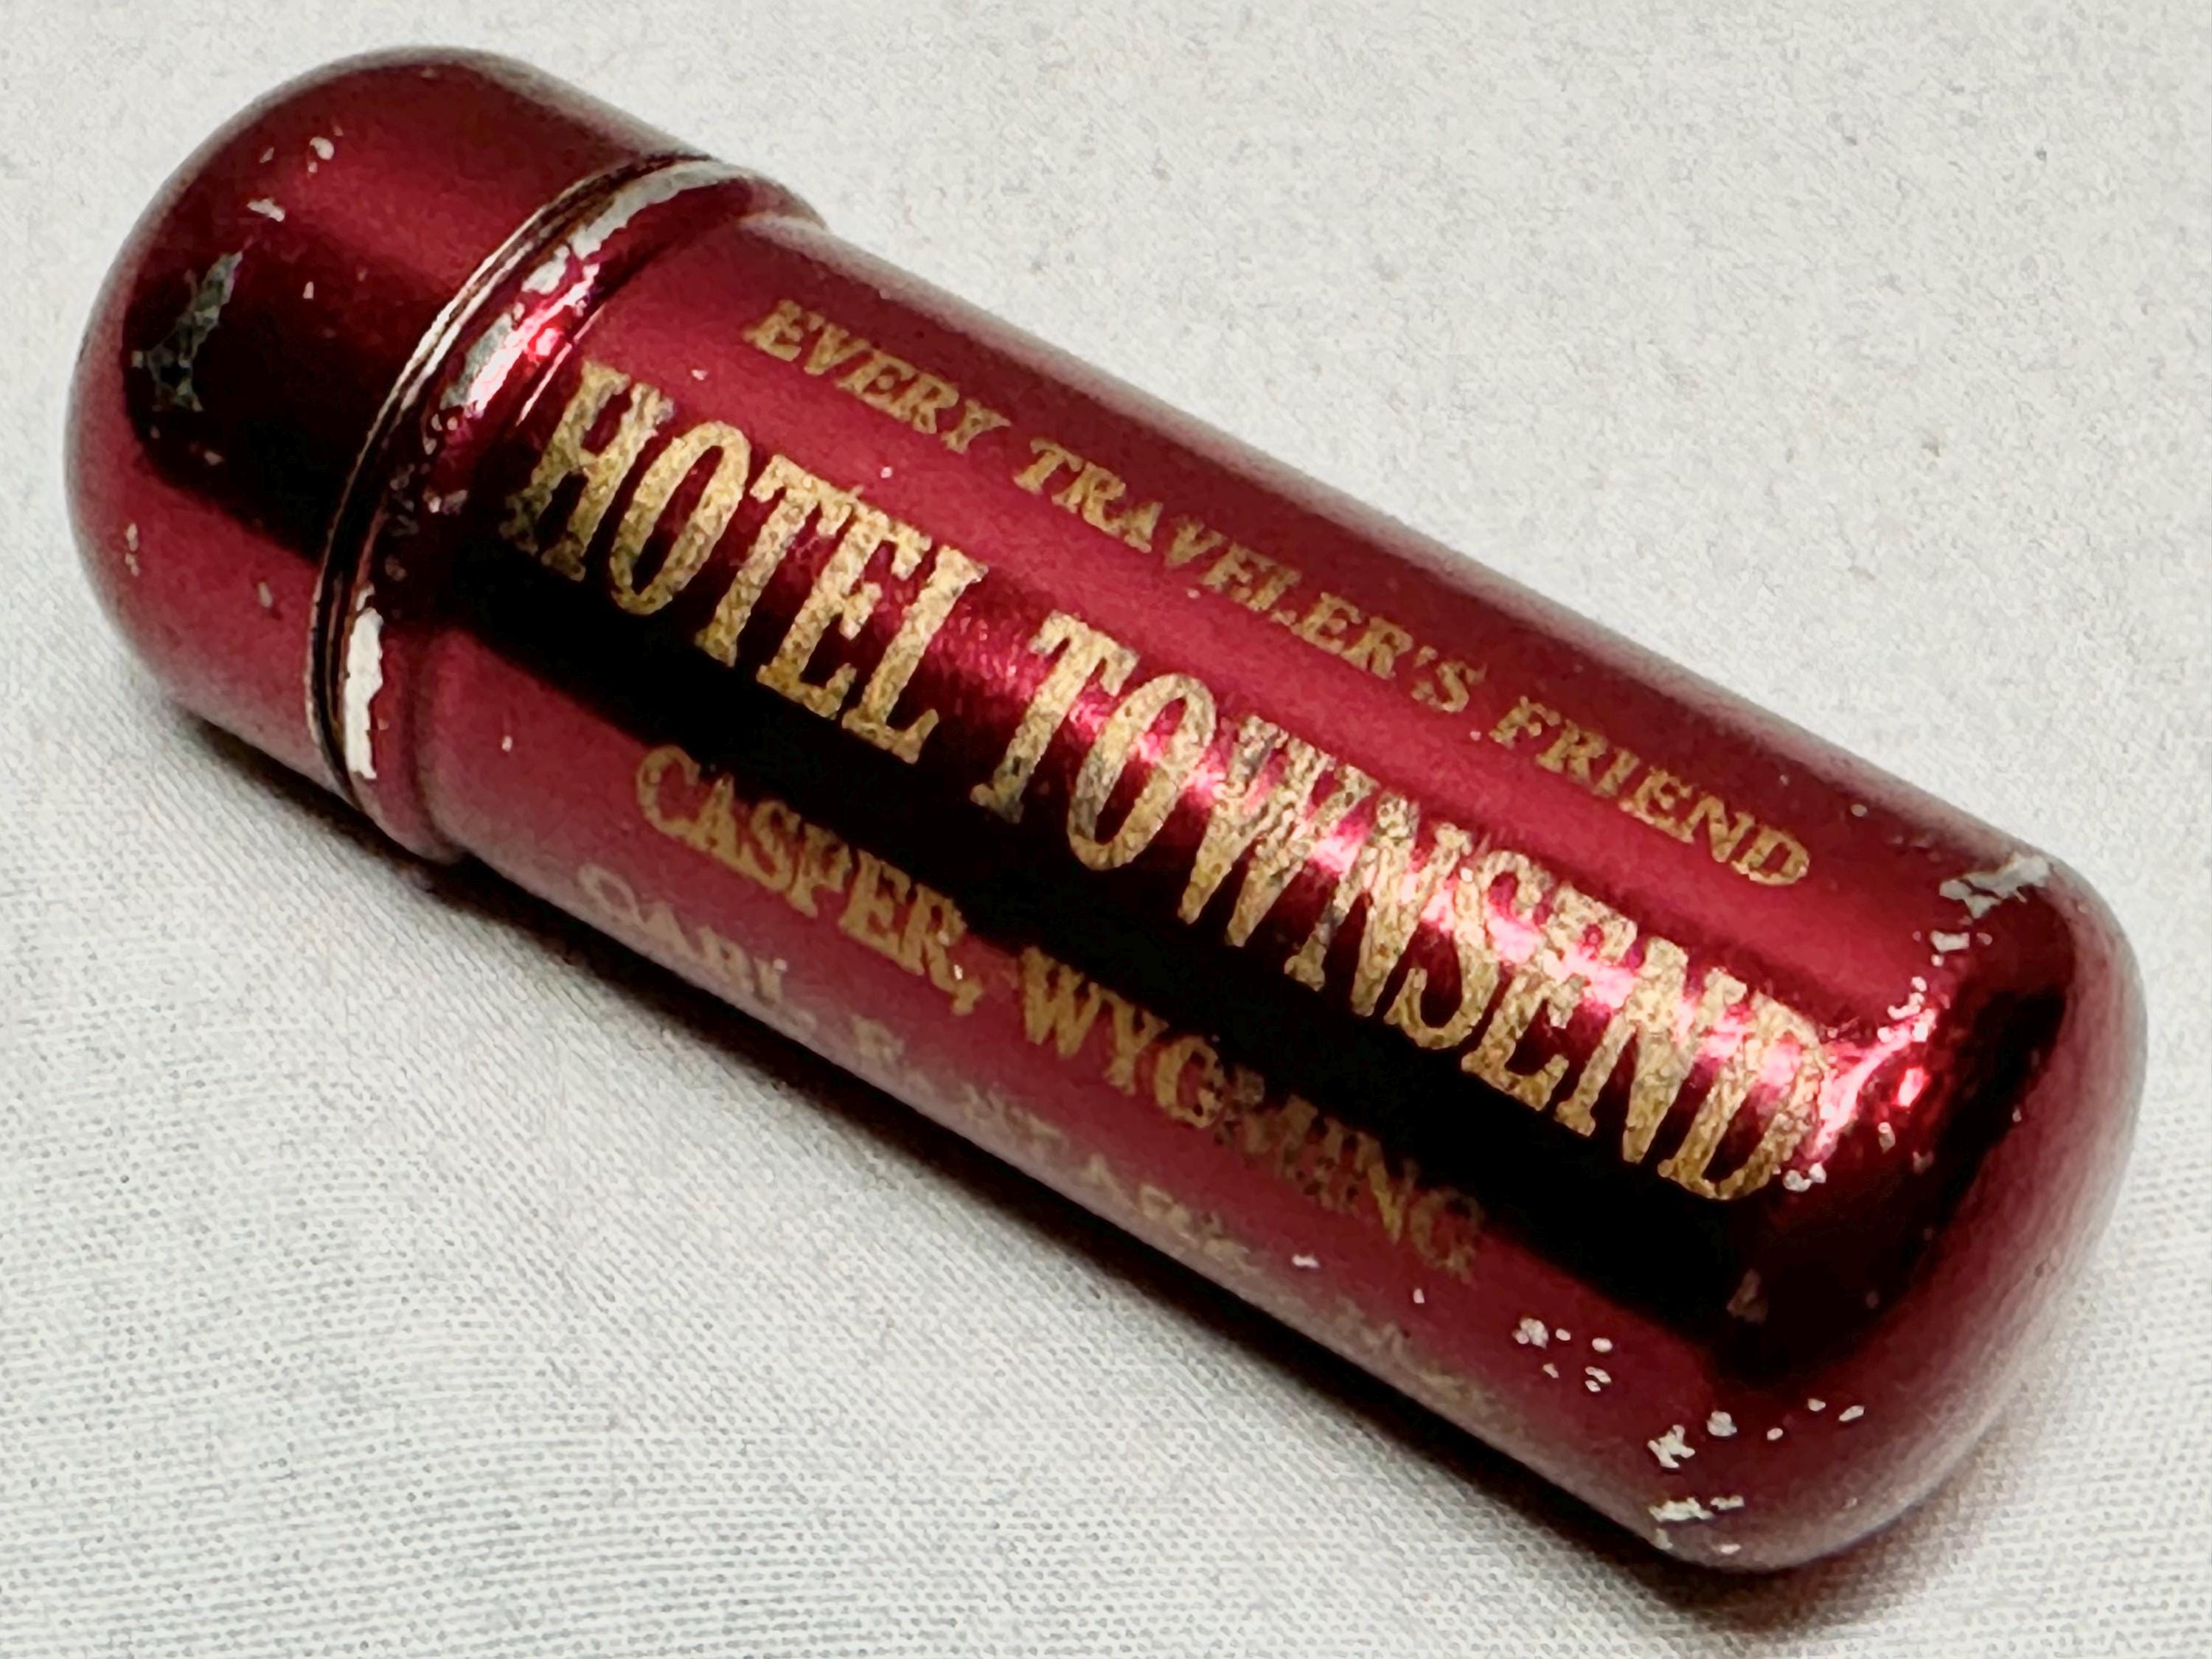 EVERY TRAVELER'S FRIEND
HOTEL TOWNSEND
CASPER, WYOMING